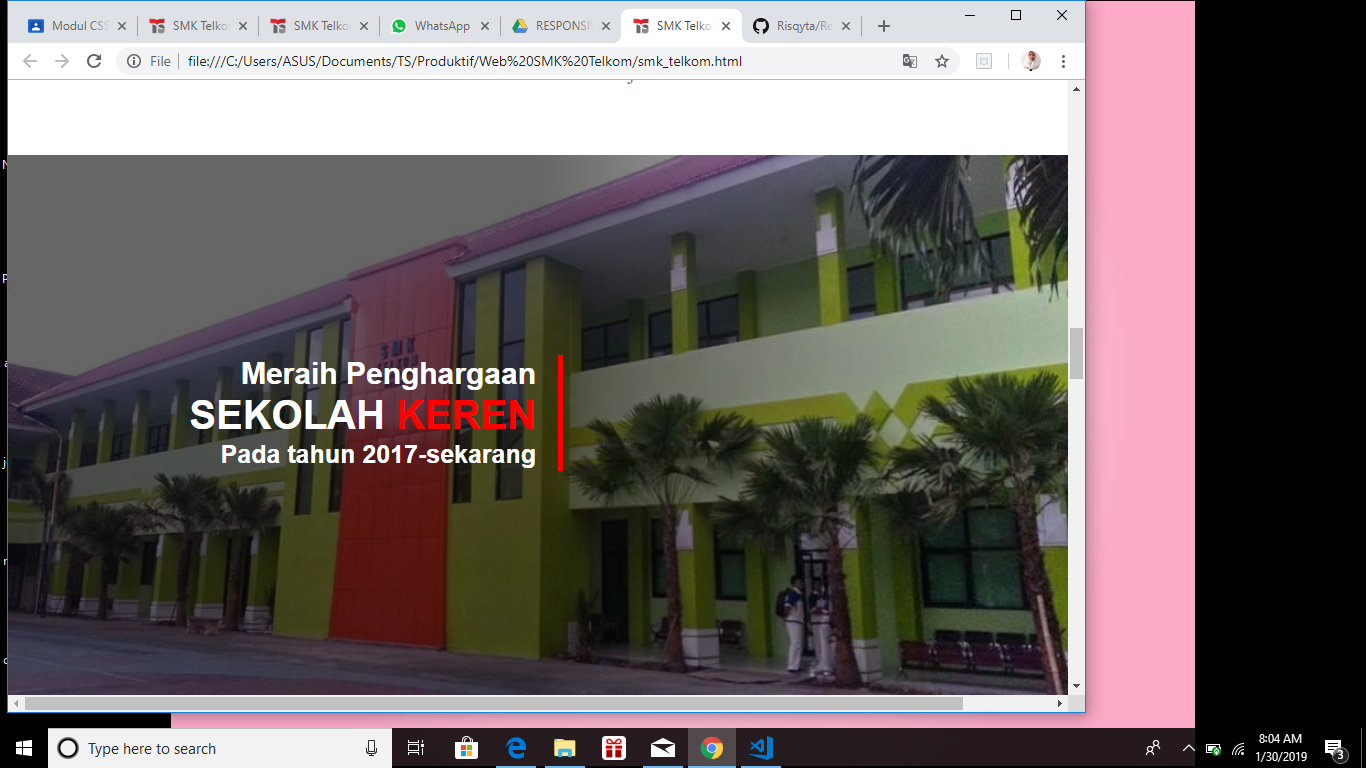 Modul CSS
SMK Telko
SMK Telko
WhatsApp
RESPONSI
SMK Telko
Risqyta/Re
File
file:///C:/Users/ASUS/Documents/TS/Produktif/Web%20SMK%20Telkom/smk_telkom.html
SMK
Meraih Penghargaan
SEKOLAH KEREN
Pada tahun 2017-sekarang
Type here to search
8:04 AM
1/30/2019
3